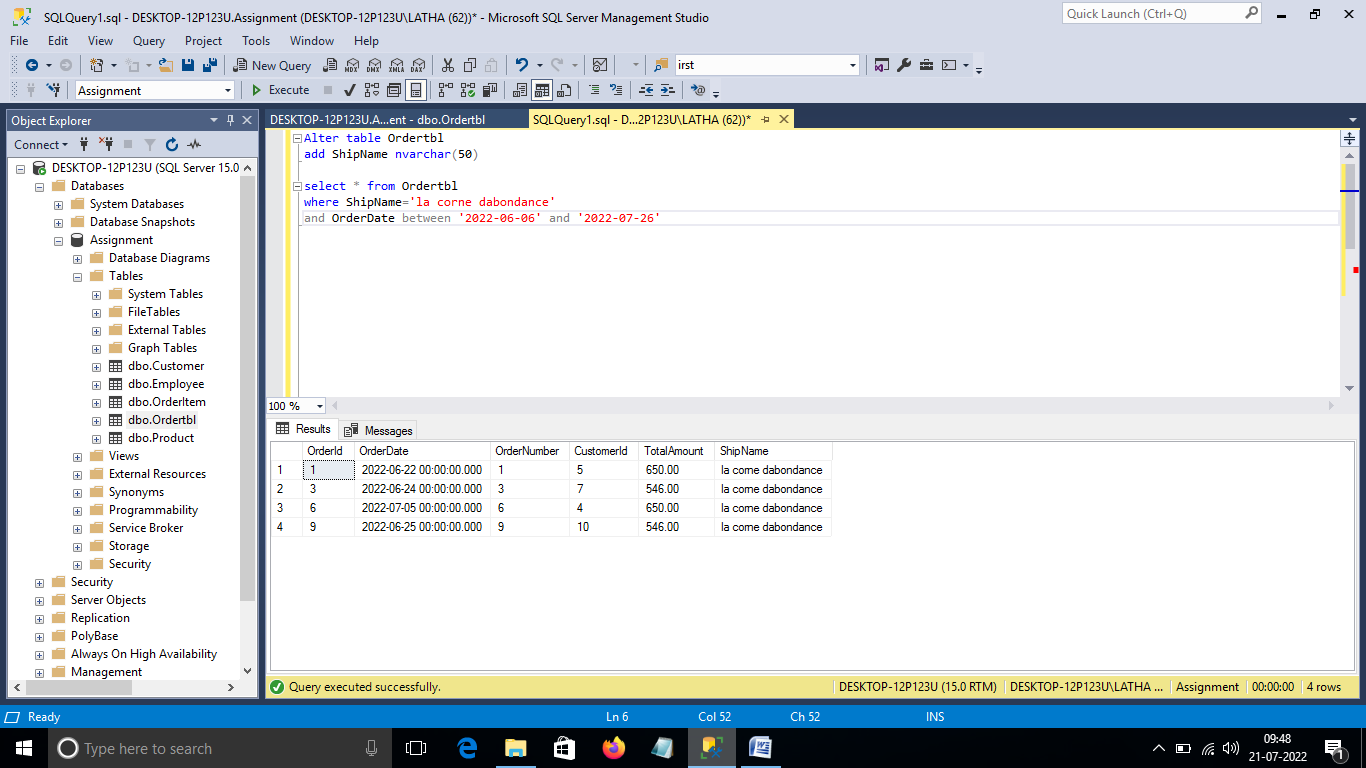 SQLQuery1.sql - DESKTOP-12P123U.Assignment (DESKTOP-12P123U\LATHA (62))* - Microsoft SQL Server Management Studio
Quick Launch (Ctrl+Q)
File Edit View Query Project Tools Window Help
New Query MDX DMX XMLA DAX irst
Assignment Execute
Object Explorer
Connect
DESKTOP-12P123U (SQL Server 15.0
Databases
System Databases
Database Snapshots
Assignment
Database Diagrams
Tables
System Tables
FileTables
External Tables
Graph Tables
dbo.Customer
dbo.Employee
dbo.OrderItem
dbo.Ordertbl
dbo.Product
Views
External Resources
Synonyms
Programmability
Service Broker
Storage
Security
Security
Server Objects
Replication
PolyBase
Always On High Availability
Management
DESKTOP-12P123U.A...ent - dbo.Ordertbl SQLQuery1.sql - D...2P123U\LATHA (62))*
Alter table Ordertbl
add ShipName nvarchar(50)
select * from Ordertbl
where ShipName='la corne dabondance'
and OrderDate between '2022-06-06' and '2022-07-26'
100 %
Results Messages
OrderId OrderDate OrderNumber CustomerId TotalAmount ShipName
1 1 2022-06-22 00:00:00.000 1 5 650.00 la corne dabondance
2 3 2022-06-24 00:00:00.000 3 7 546.00 la corne dabondance
3 6 2022-07-05 00:00:00.000 6 4 650.00 la corne dabondance
4 9 2022-06-25 00:00:00.000 9 10 546.00 la corne dabondance
Query executed successfully. DESKTOP-12P123U (15.0 RTM) DESKTOP-12P123U\LATHA ... Assignment 00:00:00 4 rows
Ready Ln 6 Col 52 Ch 52 INS
Type here to search
09:48
21-07-2022
1